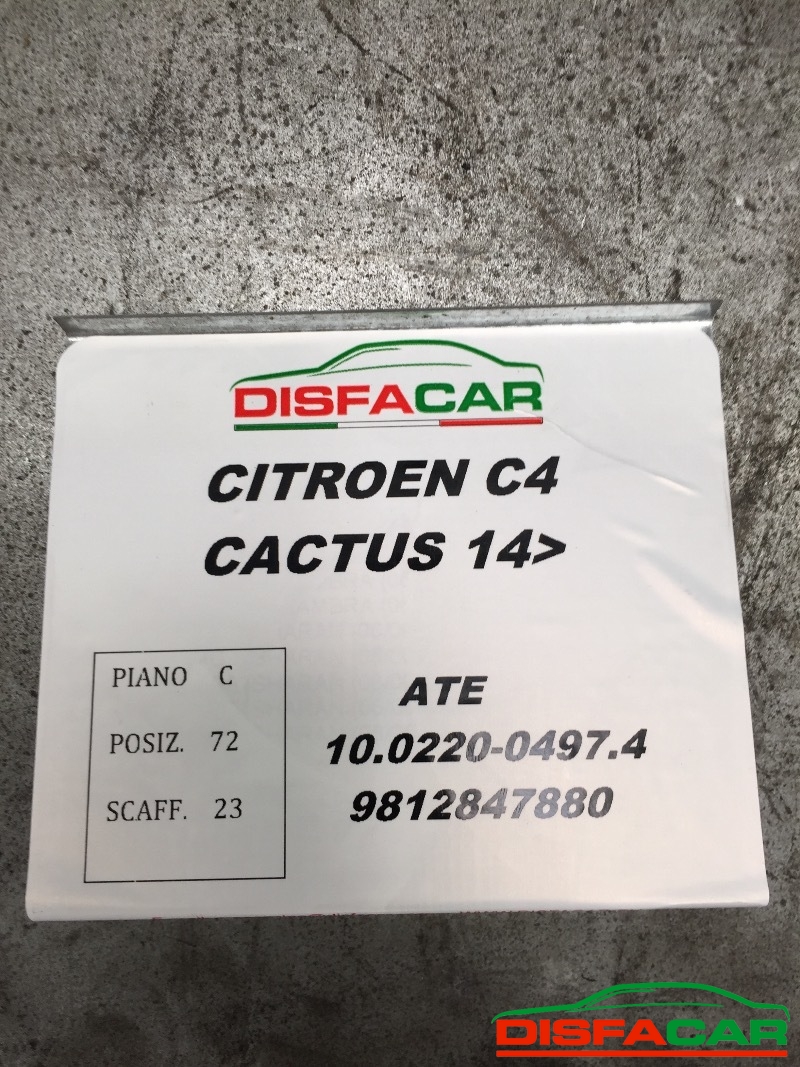 DISFACAR
CITROEN C4
CACTUS 14>
PIANO C
POSIZ. 72
SCAFF. 23
ATE
10.0220-0497.4
9812847880
DISFACAR